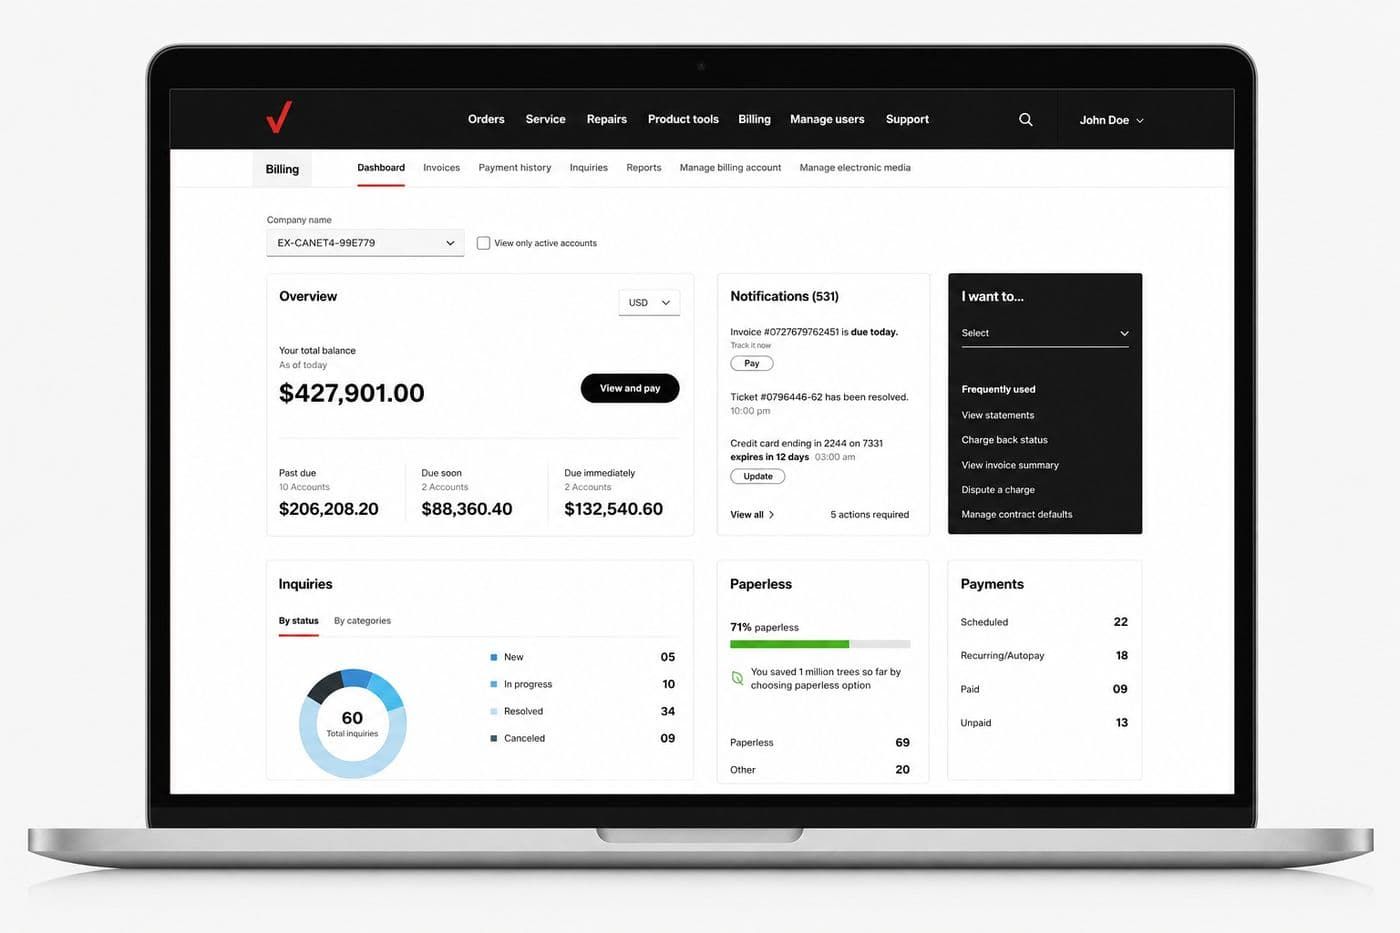 Orders Service Repairs Product tools Billing Manage users Support John Doe
Billing Dashboard Invoices Payment history Inquiries Reports Manage billing account Manage electronic media
Company name
EX-CANET4-99E779
View only active accounts
Overview
USD
Your total balance
As of today
$427,901.00
View and pay
Past due
10 Accounts
$206,208.20
Due soon
2 Accounts
$88,360.40
Due immediately
2 Accounts
$132,540.60
Notifications (531)
Invoice #0727679762451 is due today.
Track it now
Pay
Ticket #0796446-62 has been resolved.
10:00 pm
Credit card ending in 2244 on 7331
expires in 12 days 03:00 am
Update
View all 5 actions required
I want to...
Select
Frequently used
View statements
Charge back status
View invoice summary
Dispute a charge
Manage contract defaults
Inquiries
By status By categories
60
Total inquiries
New 05
In progress 10
Resolved 34
Canceled 09
Paperless
71% paperless
You saved 1 million trees so far by
choosing paperless option
Paperless 69
Other 20
Payments
Scheduled 22
Recurring/Autopay 18
Paid 09
Unpaid 13